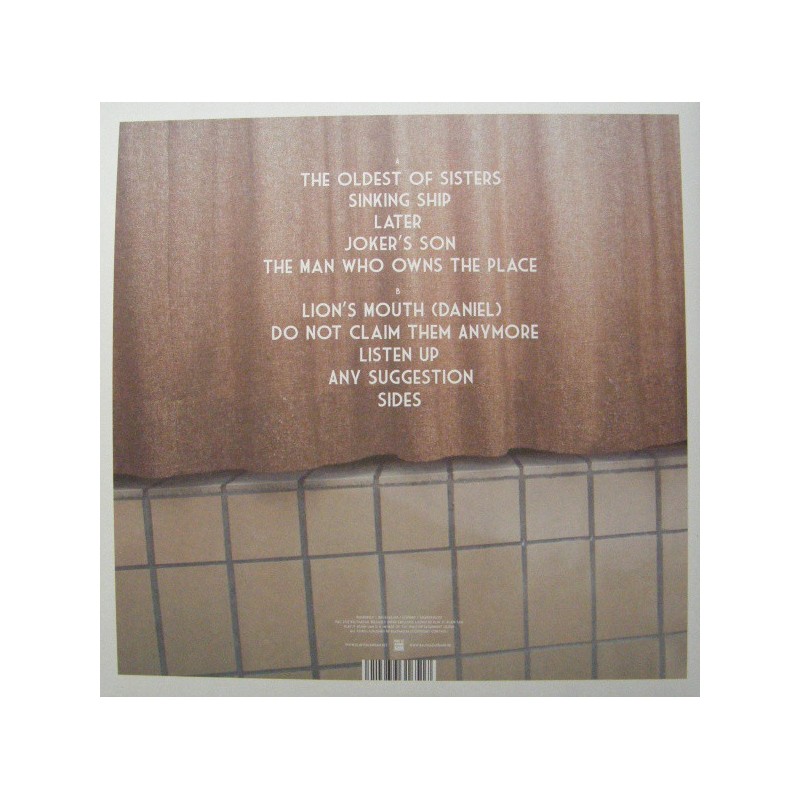 A
THE OLDEST OF SISTERS
SINKING SHIP
LATER
JOKER'S SON
THE MAN WHO OWNS THE PLACE
B
LION'S MOUTH (DANIEL)
DO NOT CLAIM THEM ANYMORE
LISTEN UP
ANY SUGGESTION
SIDES